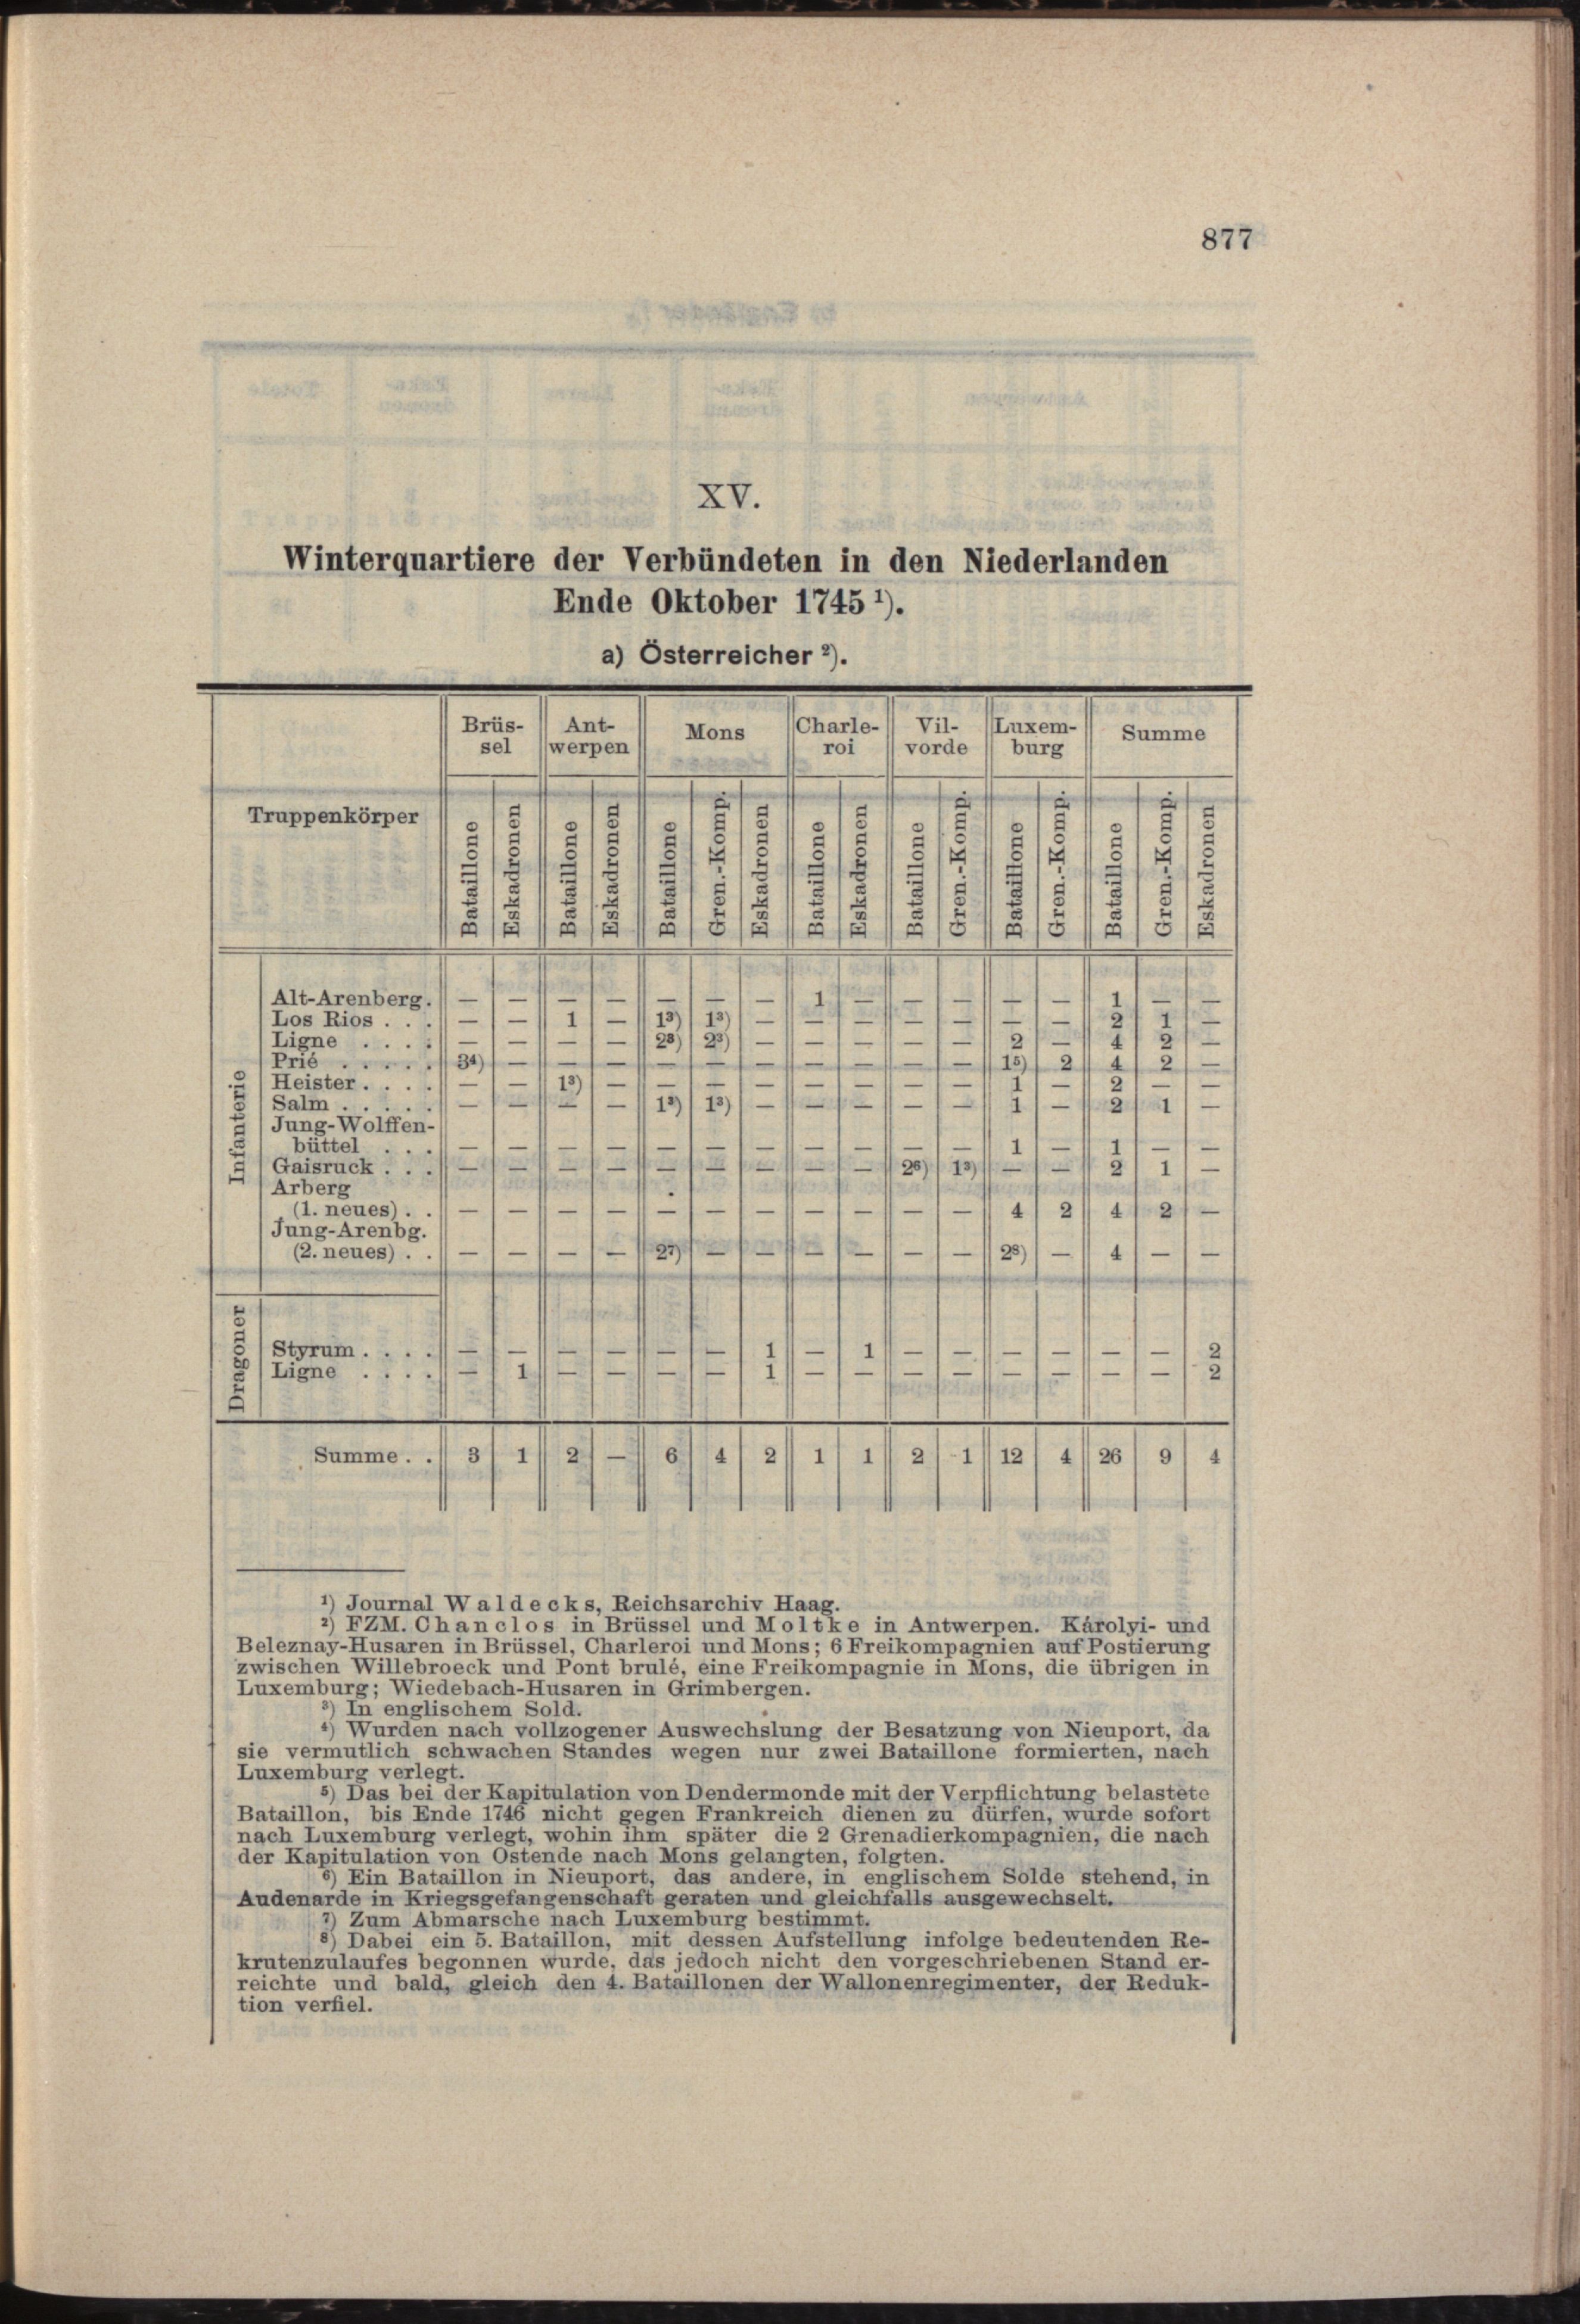 877
XV.
Winterquartiere der Verbündeten in den Niederlanden
Ende Oktober 1745 ¹).
a) Österreicher ²).
Truppenkörper | Brüssel | Antwerpen | Mons | Charleroi | Vilvorde | Luxemburg | Summe
Bataillone | Eskadronen | Bataillone | Eskadronen | Bataillone | Gren.-Komp. | Eskadronen | Bataillone | Eskadronen | Bataillone | Gren.-Komp. | Bataillone | Gren.-Komp. | Bataillone | Gren.-Komp. | Eskadronen
Infanterie
Alt-Arenberg. | — | — | — | — | — | — | — | 1 | — | — | — | — | — | 1 | — | —
Los Rios . . . | — | — | 1 | — | 1³) | 1³) | — | — | — | — | — | — | — | 2 | 1 | —
Ligne . . . . | — | — | — | — | 2³) | 2³) | — | — | — | — | — | 2 | — | 4 | 2 | —
Prié . . . . . | 3⁴) | — | — | — | — | — | — | — | — | — | — | 1⁵) | 2 | 4 | 2 | —
Heister . . . . | — | — | 1³) | — | — | — | — | — | — | — | — | 1 | — | 2 | — | —
Salm . . . . . | — | — | — | — | 1³) | 1³) | — | — | — | — | — | 1 | — | 2 | 1 | —
Jung-Wolffen-
büttel . . . | — | — | — | — | — | — | — | — | — | — | — | 1 | — | 1 | — | —
Gaisruck . . . | — | — | — | — | — | — | — | — | — | 2⁶) | 1³) | — | — | 2 | 1 | —
Arberg
(1. neues) . . | — | — | — | — | — | — | — | — | — | — | — | 4 | 2 | 4 | 2 | —
Jung-Arenbg.
(2. neues) . . | — | — | — | — | 2⁷) | — | — | — | — | — | — | 2⁸) | — | 4 | — | —
Dragoner
Styrum . . . . | — | — | — | — | — | — | 1 | — | 1 | — | — | — | — | — | — | 2
Ligne . . . . | — | 1 | — | — | — | — | 1 | — | — | — | — | — | — | — | — | 2
Summe . . | 3 | 1 | 2 | — | 6 | 4 | 2 | 1 | 1 | 2 | 1 | 12 | 4 | 26 | 9 | 4
¹) Journal Waldecks, Reichsarchiv Haag.
²) FZM. Chanclos in Brüssel und Moltke in Antwerpen. Károlyi- und
Beleznay-Husaren in Brüssel, Charleroi und Mons; 6 Freikompagnien auf Postierung
zwischen Willebroeck und Pont brulé, eine Freikompagnie in Mons, die übrigen in
Luxemburg; Wiedebach-Husaren in Grimbergen.
³) In englischem Sold.
⁴) Wurden nach vollzogener Auswechslung der Besatzung von Nieuport, da
sie vermutlich schwachen Standes wegen nur zwei Bataillone formierten, nach
Luxemburg verlegt.
⁵) Das bei der Kapitulation von Dendermonde mit der Verpflichtung belastete
Bataillon, bis Ende 1746 nicht gegen Frankreich dienen zu dürfen, wurde sofort
nach Luxemburg verlegt, wohin ihm später die 2 Grenadierkompagnien, die nach
der Kapitulation von Ostende nach Mons gelangten, folgten.
⁶) Ein Bataillon in Nieuport, das andere, in englischem Solde stehend, in
Audenarde in Kriegsgefangenschaft geraten und gleichfalls ausgewechselt.
⁷) Zum Abmarsche nach Luxemburg bestimmt.
⁸) Dabei ein 5. Bataillon, mit dessen Aufstellung infolge bedeutenden Re-
krutenzulaufes begonnen wurde, das jedoch nicht den vorgeschriebenen Stand er-
reichte und bald, gleich den 4. Bataillonen der Wallonenregimenter, der Reduk-
tion verfiel.